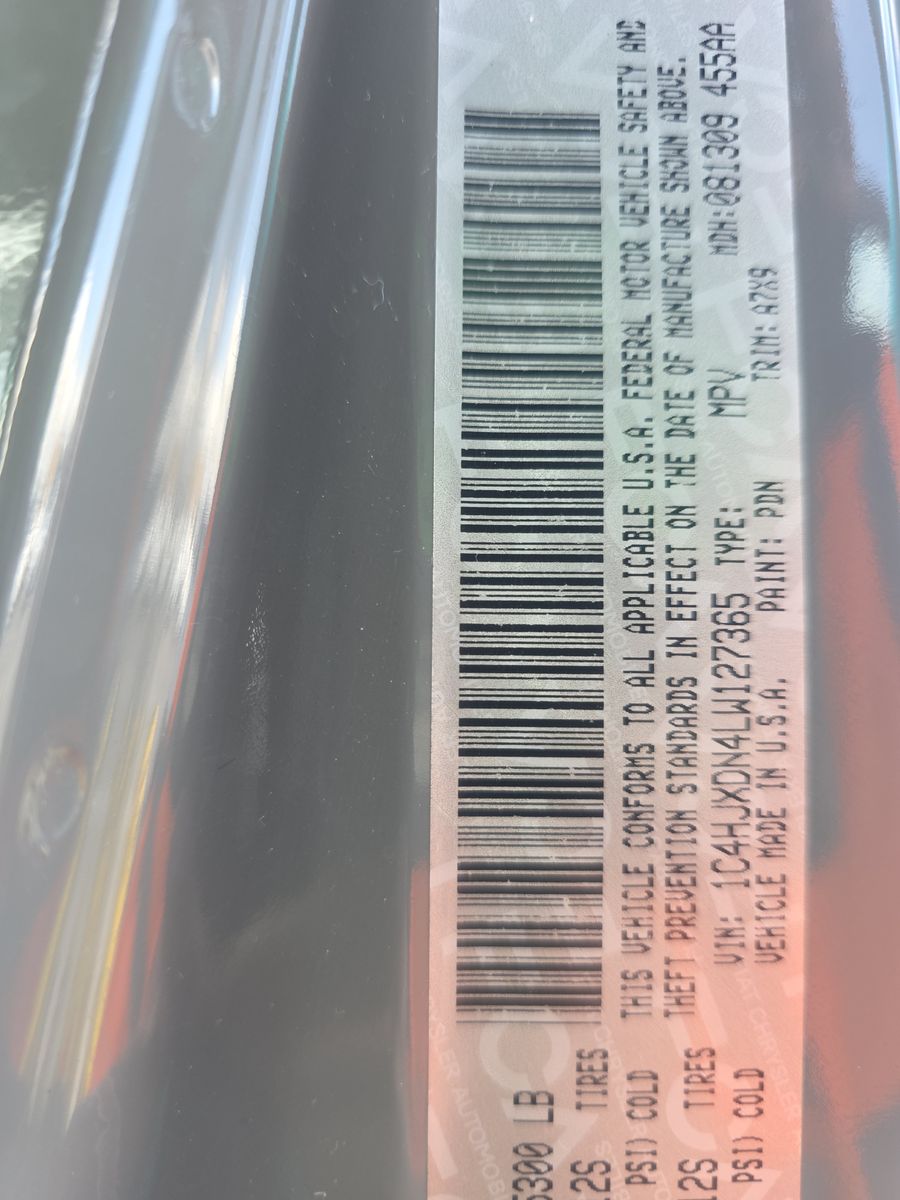 5300 LB
12S TIRES
PSI) COLD
THIS VEHICLE CONFORMS TO ALL APPLICABLE U.S.A. FEDERAL MOTOR VEHICLE SAFETY AND
12S TIRES THEFT PREVENTION STANDARDS IN EFFECT ON THE DATE OF MANUFACTURE SHOWN ABOVE.
PSI) COLD
VIN: 1C4HJXDN4LW127365 TYPE: MPV MDH:081309 455AA
VEHICLE MADE IN U.S.A. PAINT: PDN TRIM: A7X9